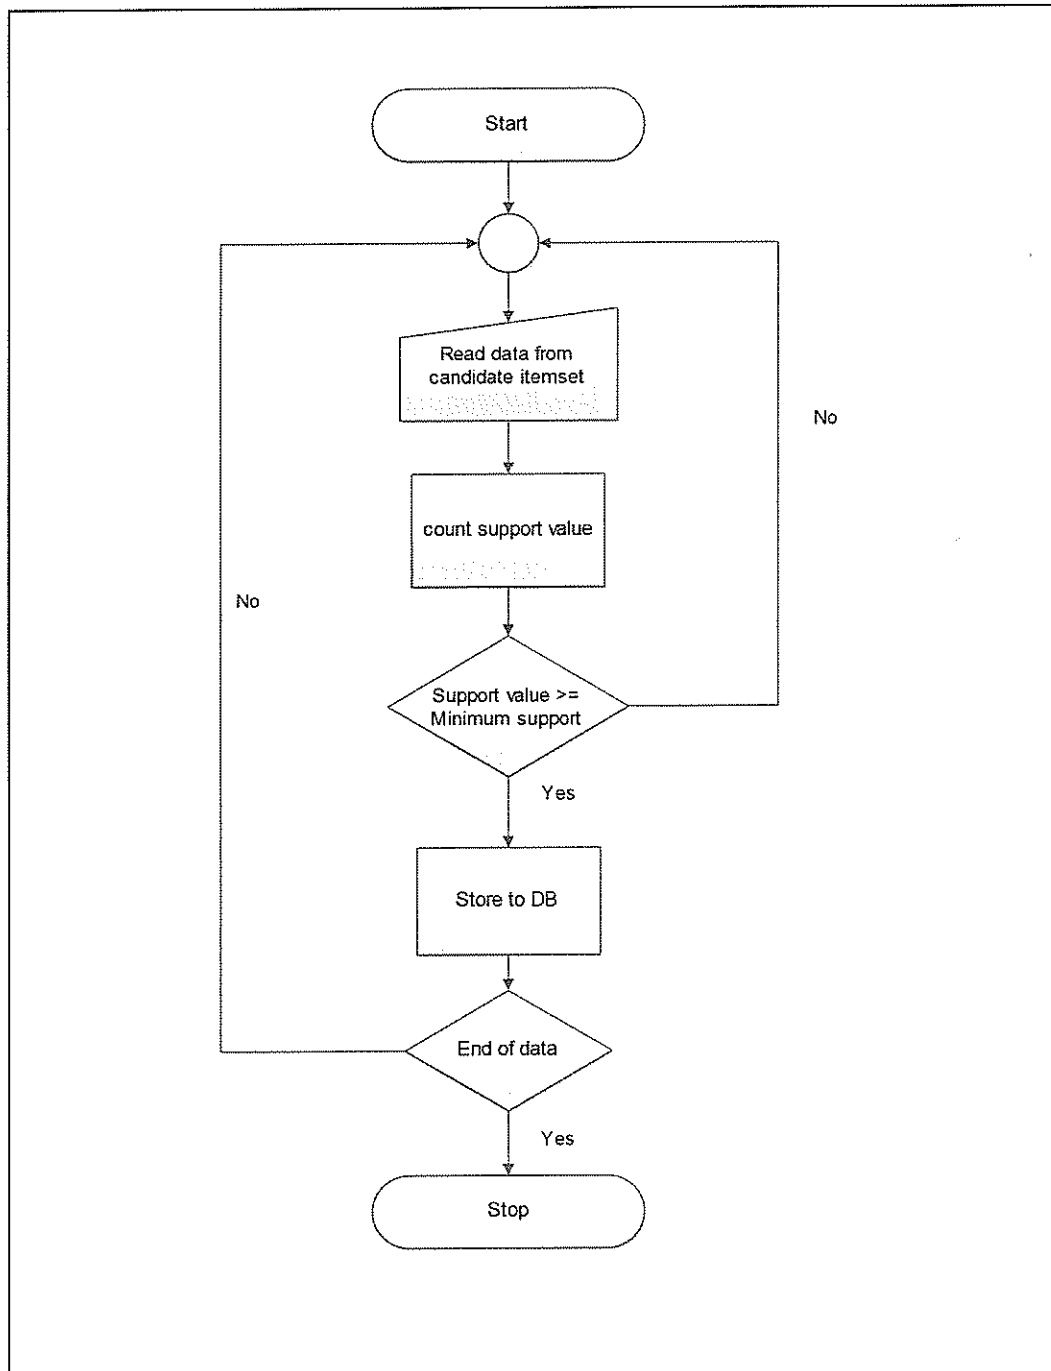 Start
Read data from
candidate itemset
No
count support value
No
Support value >=
Minimum support
Yes
Store to DB
End of data
Yes
Stop